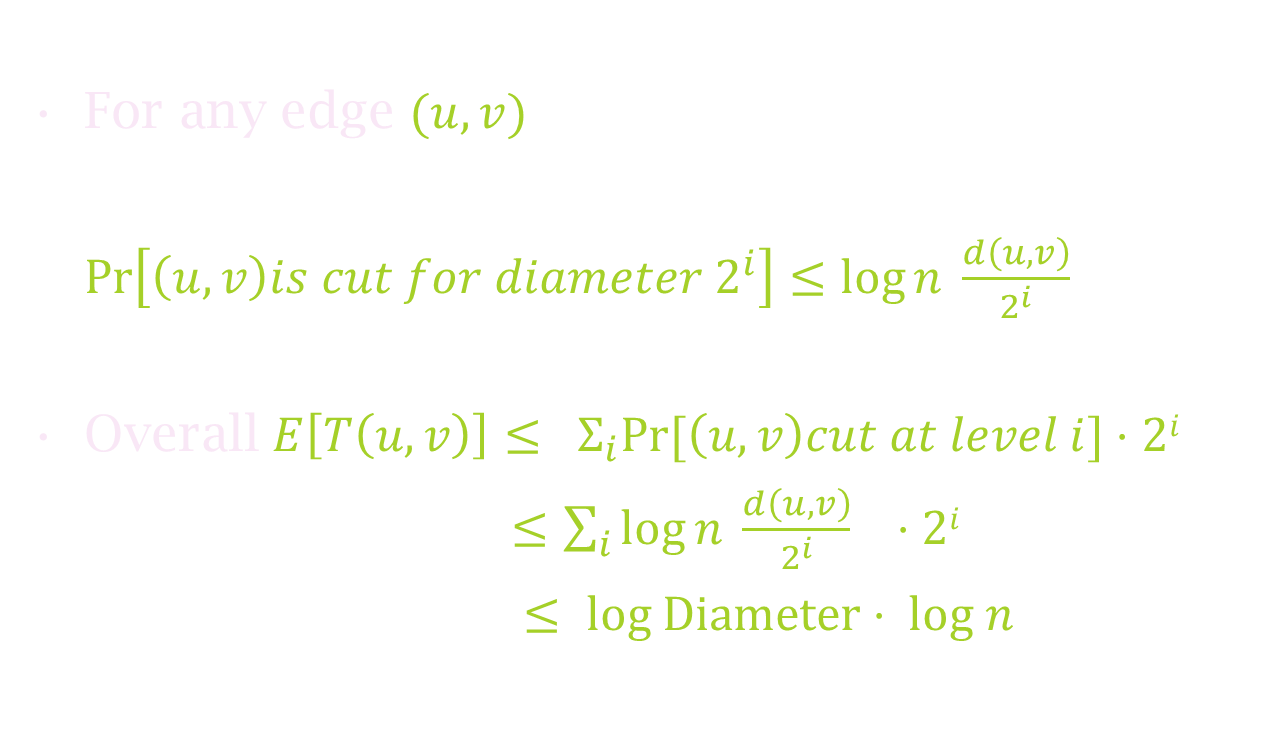 · For any edge (u, v)
Pr[(u, v)is cut for diameter 2^i] ≤ log n d(u,v)/2^i
· Overall E[T(u, v)] ≤ Σ_i Pr[(u, v)cut at level i] · 2^i
≤ ∑_i log n d(u,v)/2^i · 2^i
≤ log Diameter · log n